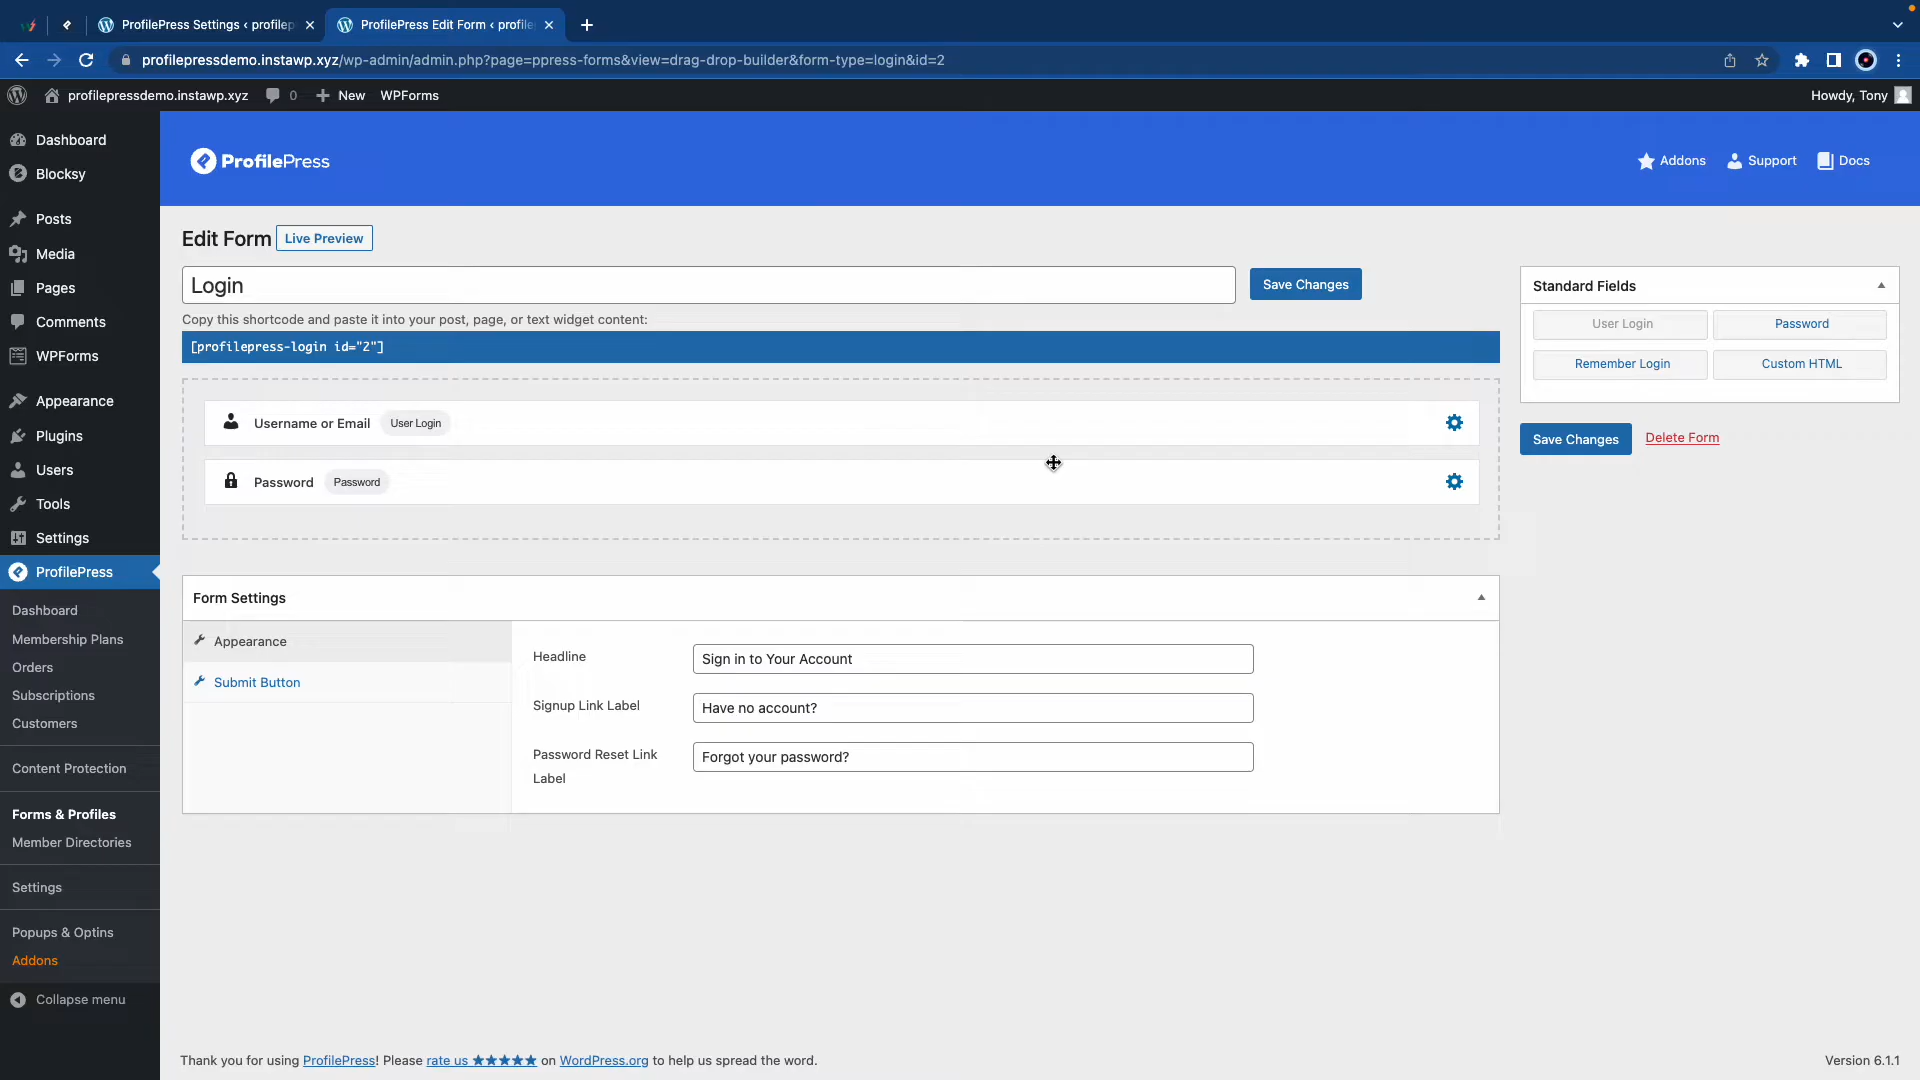 ProfilePress Settings ‹ profilep
ProfilePress Edit Form ‹ profile
profilepressdemo.instawp.xyz/wp-admin/admin.php?page=ppress-forms&view=drag-drop-builder&form-type=login&id=2
profilepressdemo.instawp.xyz 0 New WPForms
Howdy, Tony
Dashboard
Blocksy
Posts
Media
Pages
Comments
WPForms
Appearance
Plugins
Users
Tools
Settings
ProfilePress
Dashboard
Membership Plans
Orders
Subscriptions
Customers
Content Protection
Forms & Profiles
Member Directories
Settings
Popups & Optins
Addons
Collapse menu
ProfilePress
Addons Support Docs
Edit Form Live Preview
Login
Save Changes
Copy this shortcode and paste it into your post, page, or text widget content:
[profilepress-login id="2"]
Username or Email User Login
Password Password
Form Settings
Appearance
Submit Button
Headline
Sign in to Your Account
Signup Link Label
Have no account?
Password Reset Link
Label
Forgot your password?
Standard Fields
User Login Password
Remember Login Custom HTML
Save Changes Delete Form
Thank you for using ProfilePress! Please rate us ★★★★★ on WordPress.org to help us spread the word.
Version 6.1.1